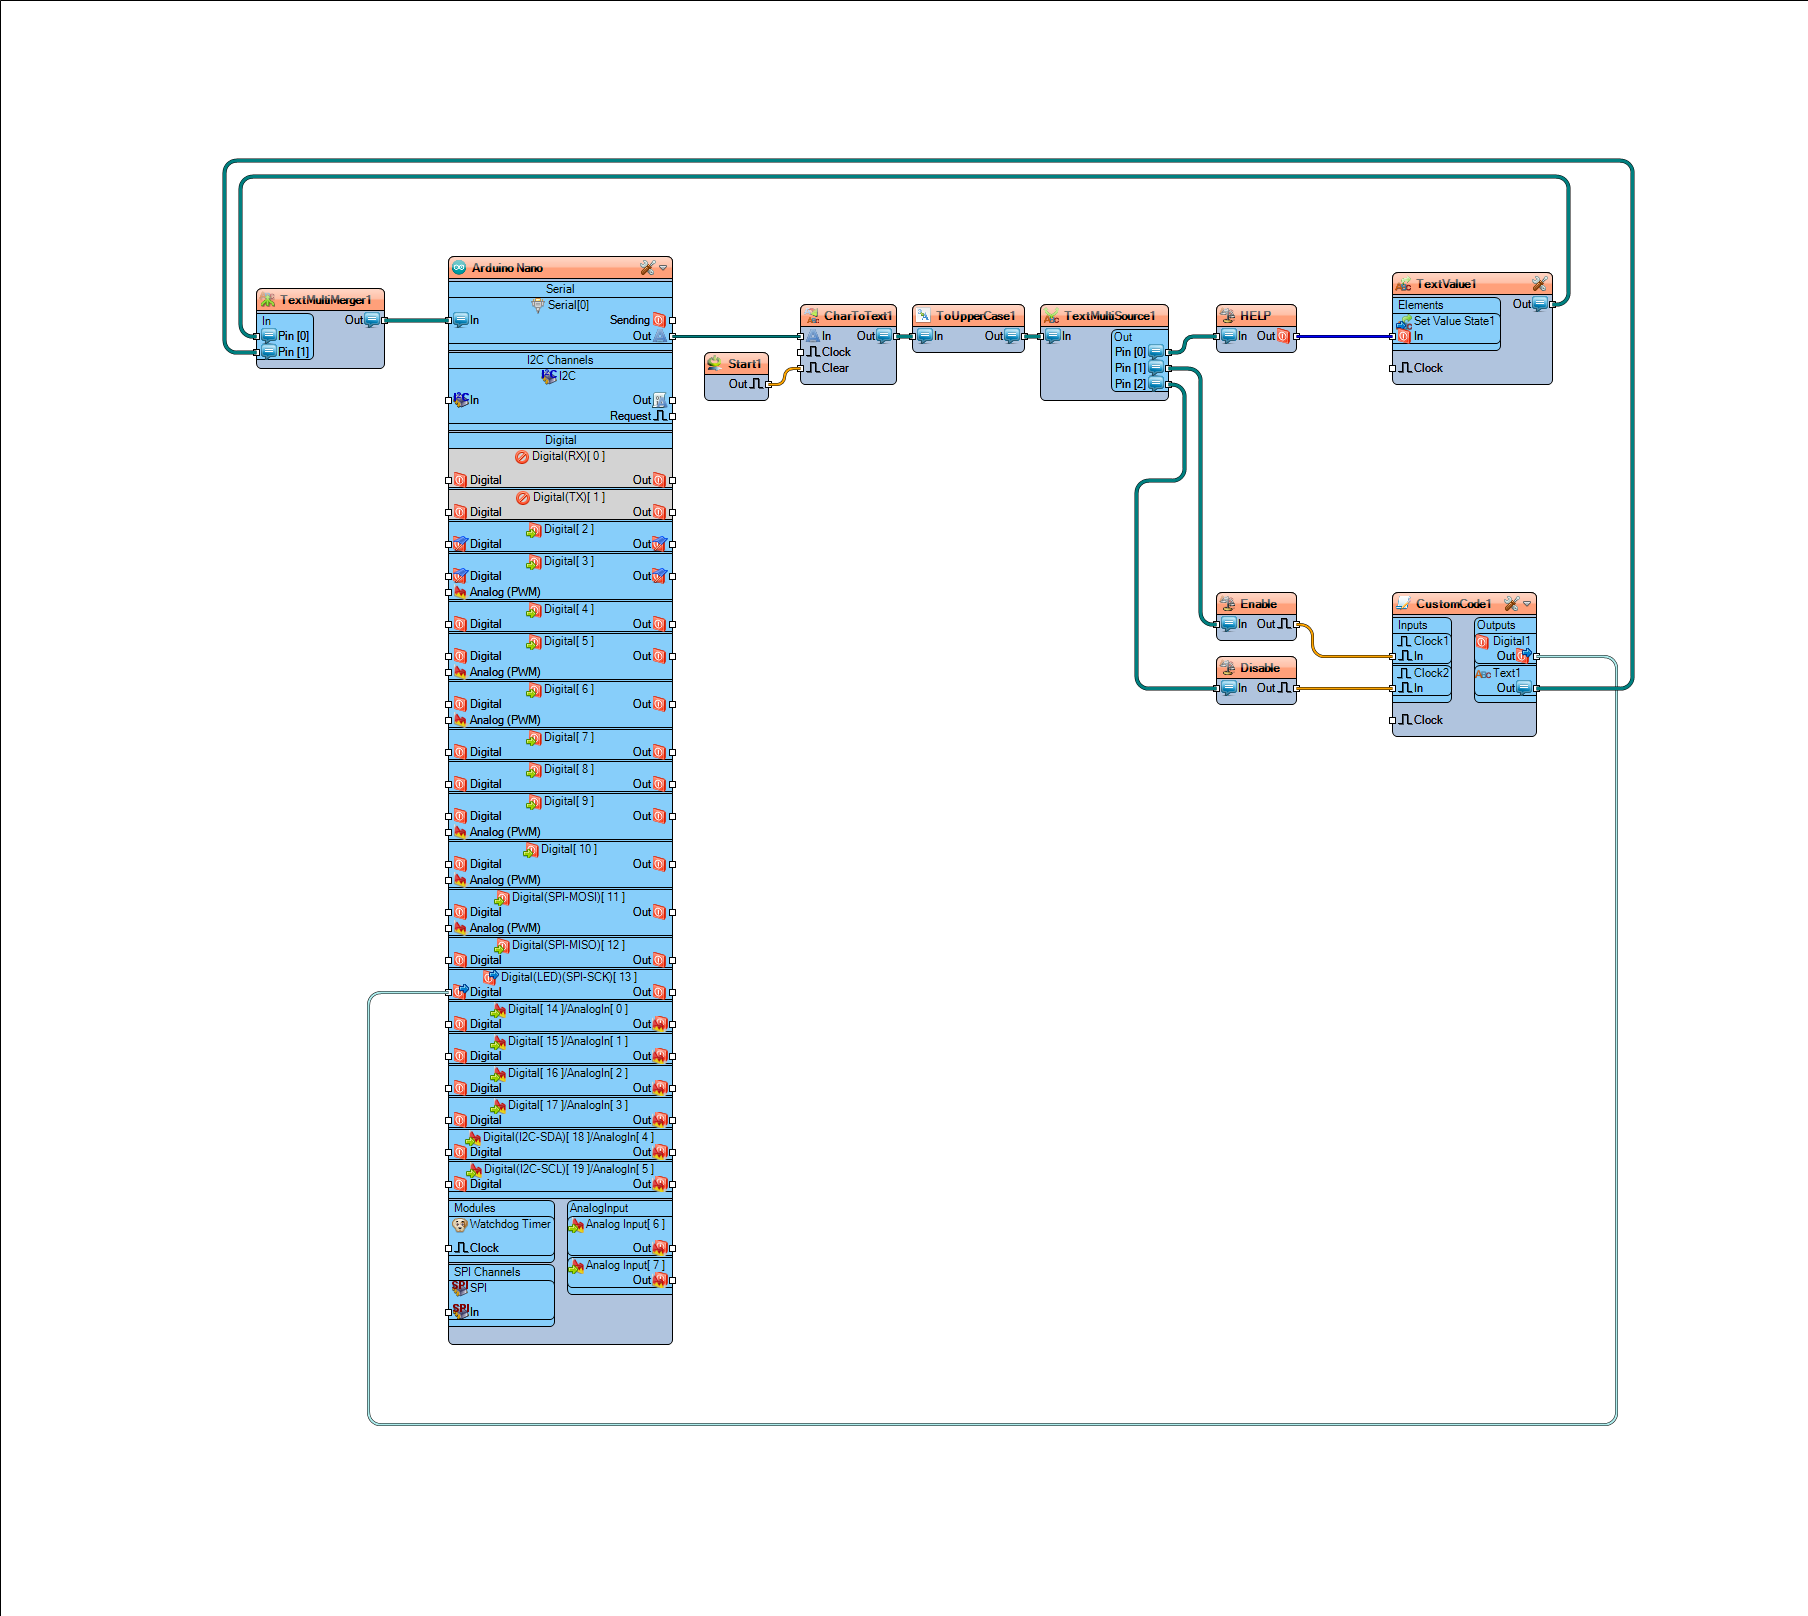 TextMultiMerger1
In
Out
Pin [0]
Pin [1]
Arduino Nano
Serial
Serial[0]
In
Sending
Out
I2C Channels
I2C
I2C
In
Out
Request
Digital
Digital(RX)[ 0 ]
Digital
Out
Digital(TX)[ 1 ]
Digital
Out
Digital[ 2 ]
Digital
Out
Digital[ 3 ]
Digital
Out
Analog (PWM)
Digital[ 4 ]
Digital
Out
Digital[ 5 ]
Digital
Out
Analog (PWM)
Digital[ 6 ]
Digital
Out
Analog (PWM)
Digital[ 7 ]
Digital
Out
Digital[ 8 ]
Digital
Out
Digital[ 9 ]
Digital
Out
Analog (PWM)
Digital[ 10 ]
Digital
Out
Analog (PWM)
Digital(SPI-MOSI)[ 11 ]
Digital
Out
Analog (PWM)
Digital(SPI-MISO)[ 12 ]
Digital
Out
Digital(LED)(SPI-SCK)[ 13 ]
Digital
Out
Digital[ 14 ]/AnalogIn[ 0 ]
Digital
Out
Digital[ 15 ]/AnalogIn[ 1 ]
Digital
Out
Digital[ 16 ]/AnalogIn[ 2 ]
Digital
Out
Digital[ 17 ]/AnalogIn[ 3 ]
Digital
Out
Digital(I2C-SDA)[ 18 ]/AnalogIn[ 4 ]
Digital
Out
Digital(I2C-SCL)[ 19 ]/AnalogIn[ 5 ]
Digital
Out
Modules
Watchdog Timer
Clock
SPI Channels
SPI
SPI
SPI
In
AnalogInput
Analog Input[ 6 ]
Out
Analog Input[ 7 ]
Out
Start1
Out
CharToText1
In
Out
Clock
Clear
ToUpperCase1
In
Out
TextMultiSource1
In
Out
Pin [0]
Pin [1]
Pin [2]
HELP
In
Out
TextValue1
Elements
Out
Set Value State1
In
Clock
Enable
In
Out
Disable
In
Out
CustomCode1
Inputs
Outputs
Clock1
Digital1
In
Out
Clock2
Text1
In
Out
Clock